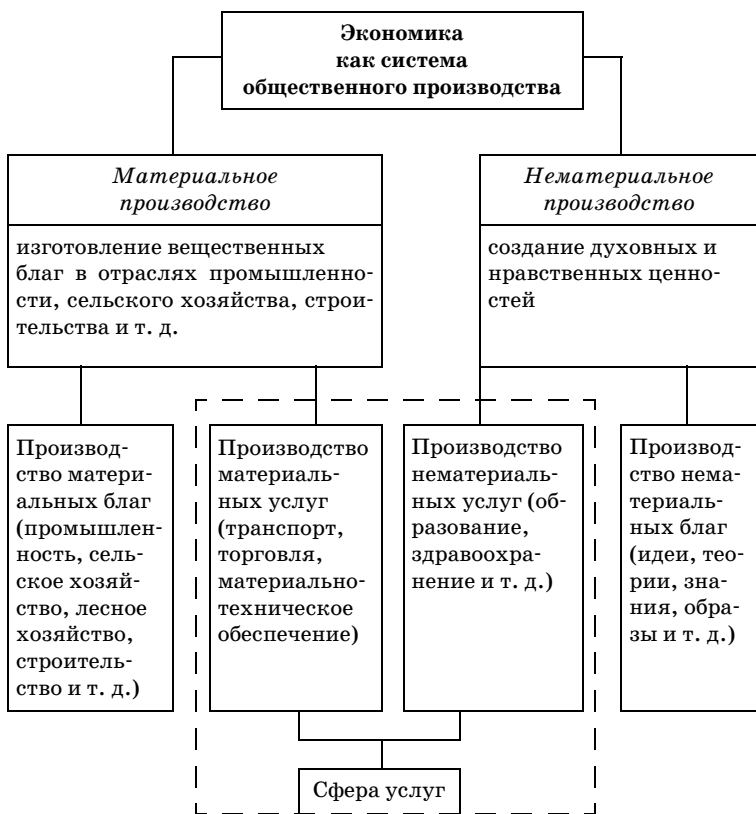 Экономика
как система
общественного производства
Материальное
производство
изготовление вещественных
благ в отраслях промышленно-
сти, сельского хозяйства, строи-
тельства и т. д.
Нематериальное
производство
создание духовных и
нравственных ценно-
стей
Производ-
ство матери-
альных благ
(промышлен-
ность, сель-
ское хозяй-
ство, лесное
хозяйство,
строитель-
ство и т. д.)
Производство
материаль-
ных услуг
(транспорт,
торговля,
материально-
техническое
обеспечение)
Производство
нематериаль-
ных услуг (об-
разование,
здравоохра-
нение и т. д.)
Производ-
ство нема-
териаль-
ных благ
(идеи, тео-
рии, зна-
ния, обра-
зы и т. д.)
Сфера услуг